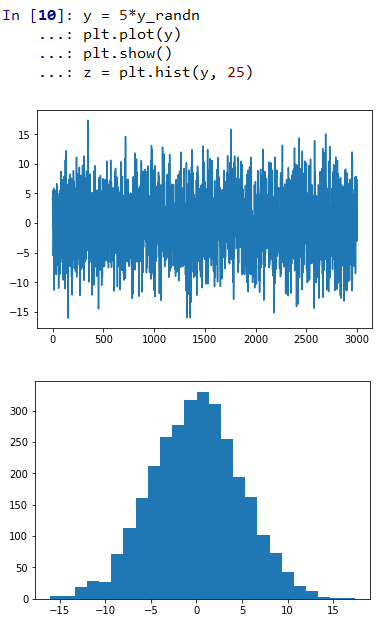 In [10]: y = 5*y_randn
...: plt.plot(y)
...: plt.show()
...: z = plt.hist(y, 25)
15
10
5
0
−5
−10
−15
0 500 1000 1500 2000 2500 3000
300
250
200
150
100
50
0
−15 −10 −5 0 5 10 15